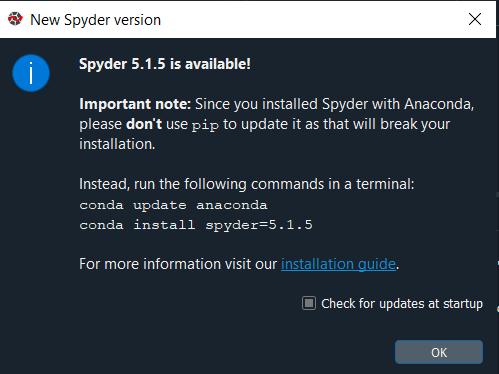 New Spyder version
Spyder 5.1.5 is available!
Important note: Since you installed Spyder with Anaconda,
please don't use pip to update it as that will break your
installation.
Instead, run the following commands in a terminal:
conda update anaconda
conda install spyder=5.1.5
For more information visit our installation guide.
Check for updates at startup
OK